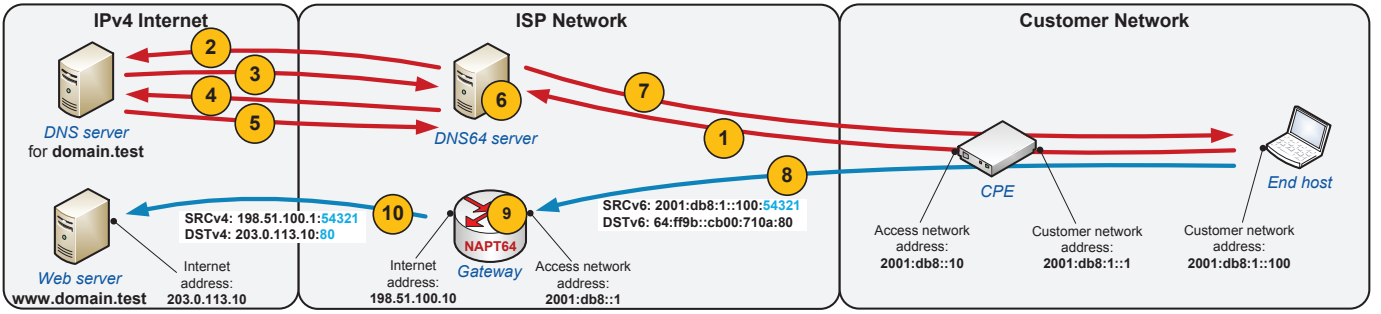 IPv4 Internet
ISP Network
Customer Network
2
3
4
5
6
7
1
DNS server
for domain.test
DNS64 server
CPE
End host
8
SRCv6: 2001:db8:1::100:54321
DSTv6: 64:ff9b::cb00:710a:80
9
NAPT64
Gateway
10
SRCv4: 198.51.100.1:54321
DSTv4: 203.0.113.10:80
Web server
www.domain.test
Internet
address:
203.0.113.10
Internet
address:
198.51.100.10
Access network
address:
2001:db8::1
Access network
address:
2001:db8::10
Customer network
address:
2001:db8:1::1
Customer network
address:
2001:db8:1::100